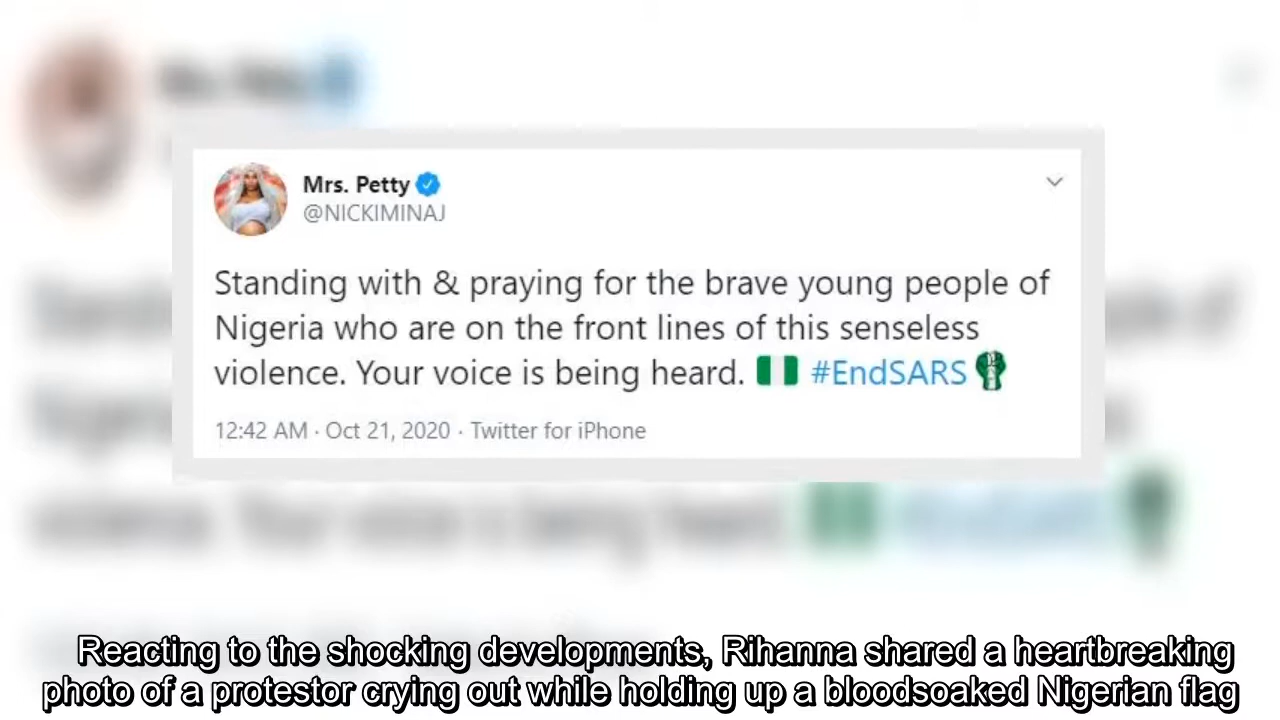 Mrs. Petty
@NICKIMINAJ
Standing with & praying for the brave young people of
Nigeria who are on the front lines of this senseless
violence. Your voice is being heard. 🇳🇬 #EndSARS
12:42 AM · Oct 21, 2020 · Twitter for iPhone
Reacting to the shocking developments, Rihanna shared a heartbreaking
photo of a protestor crying out while holding up a bloodsoaked Nigerian flag